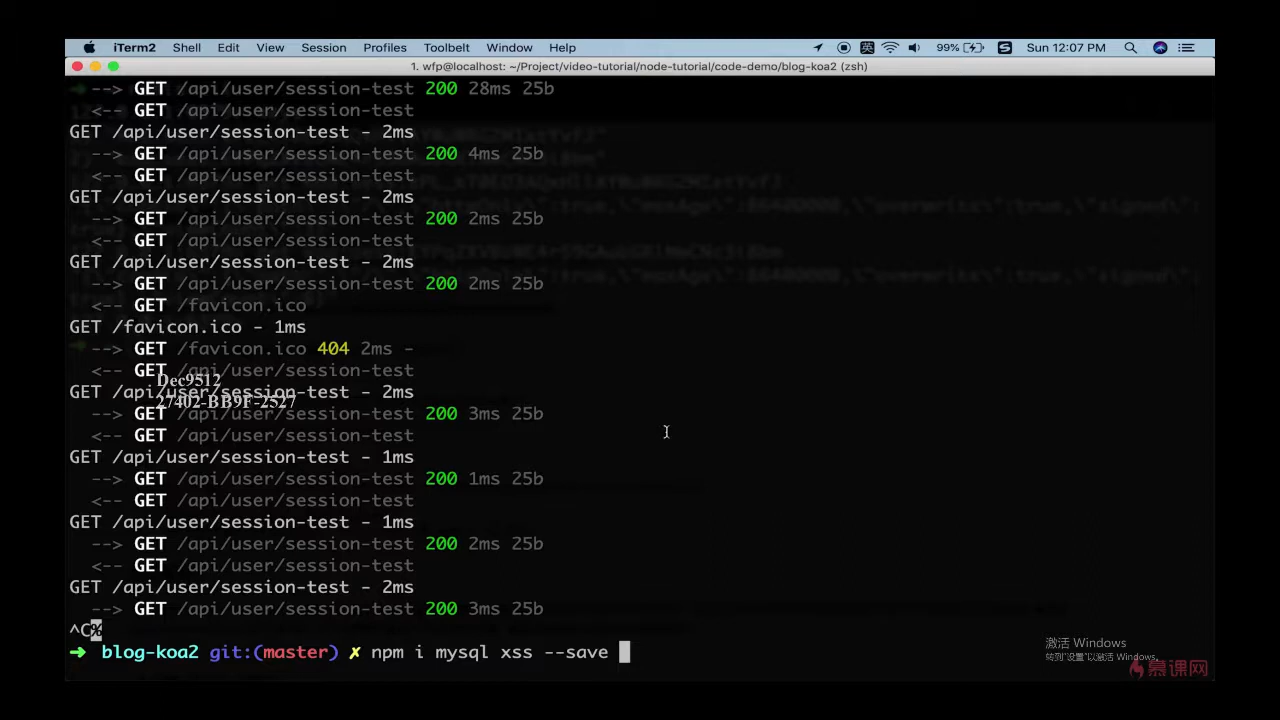 iTerm2 Shell Edit View Session Profiles Toolbelt Window Help 英 99% Sun 12:07 PM
1. wfp@localhost: ~/Project/video-tutorial/node-tutorial/code-demo/blog-koa2 (zsh)
--> GET /api/user/session-test 200 28ms 25b
<-- GET /api/user/session-test
GET /api/user/session-test - 2ms
--> GET /api/user/session-test 200 4ms 25b
<-- GET /api/user/session-test
GET /api/user/session-test - 2ms
--> GET /api/user/session-test 200 2ms 25b
<-- GET /api/user/session-test
GET /api/user/session-test - 2ms
--> GET /api/user/session-test 200 2ms 25b
<-- GET /favicon.ico
GET /favicon.ico - 1ms
--> GET /favicon.ico 404 2ms -
<-- GET /api/user/session-test
Dec9512
GET /api/user/session-test - 2ms
27402-BB9F-2527
--> GET /api/user/session-test 200 3ms 25b
<-- GET /api/user/session-test
GET /api/user/session-test - 1ms
--> GET /api/user/session-test 200 1ms 25b
<-- GET /api/user/session-test
GET /api/user/session-test - 1ms
--> GET /api/user/session-test 200 2ms 25b
<-- GET /api/user/session-test
GET /api/user/session-test - 2ms
--> GET /api/user/session-test 200 3ms 25b
^C%
➜ blog-koa2 git:(master) ✗ npm i mysql xss --save
激活 Windows
转到"设置"以激活 Windows。
慕课网